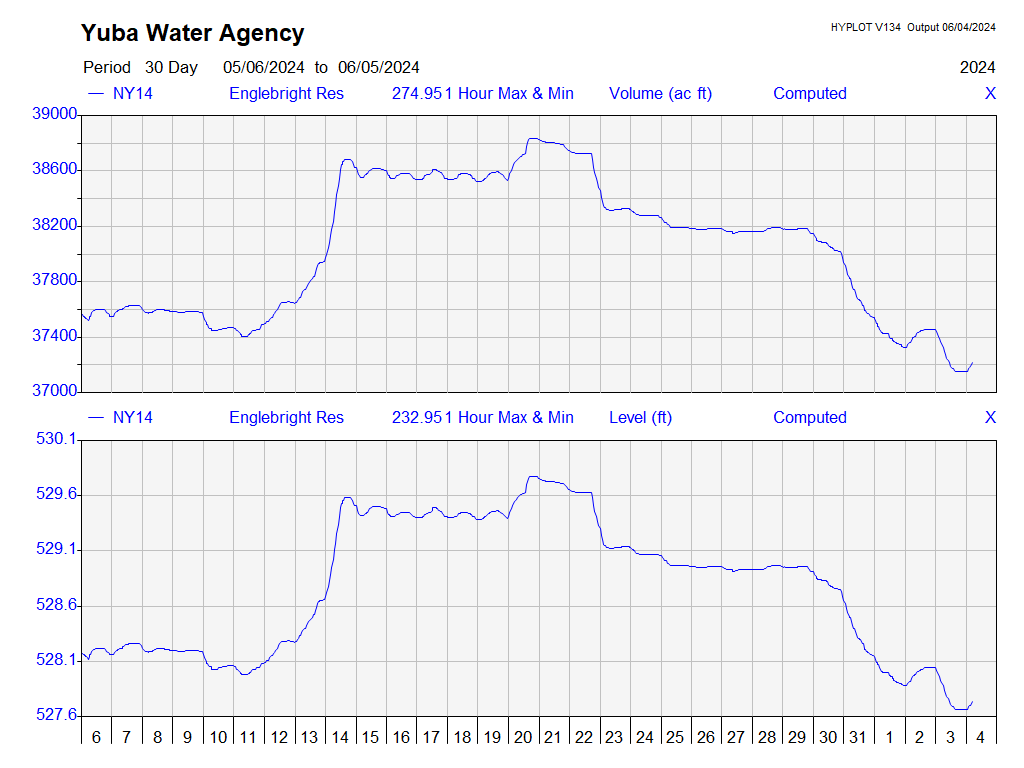 Yuba Water Agency
HYPLOT V134 Output 06/04/2024
Period 30 Day 05/06/2024 to 06/05/2024 2024
NY14 Englebright Res 274.951 Hour Max & Min Volume (ac ft) Computed X
39000
38600
38200
37800
37400
37000
NY14 Englebright Res 232.951 Hour Max & Min Level (ft) Computed X
530.1
529.6
529.1
528.6
528.1
527.6
6 7 8 9 10 11 12 13 14 15 16 17 18 19 20 21 22 23 24 25 26 27 28 29 30 31 1 2 3 4